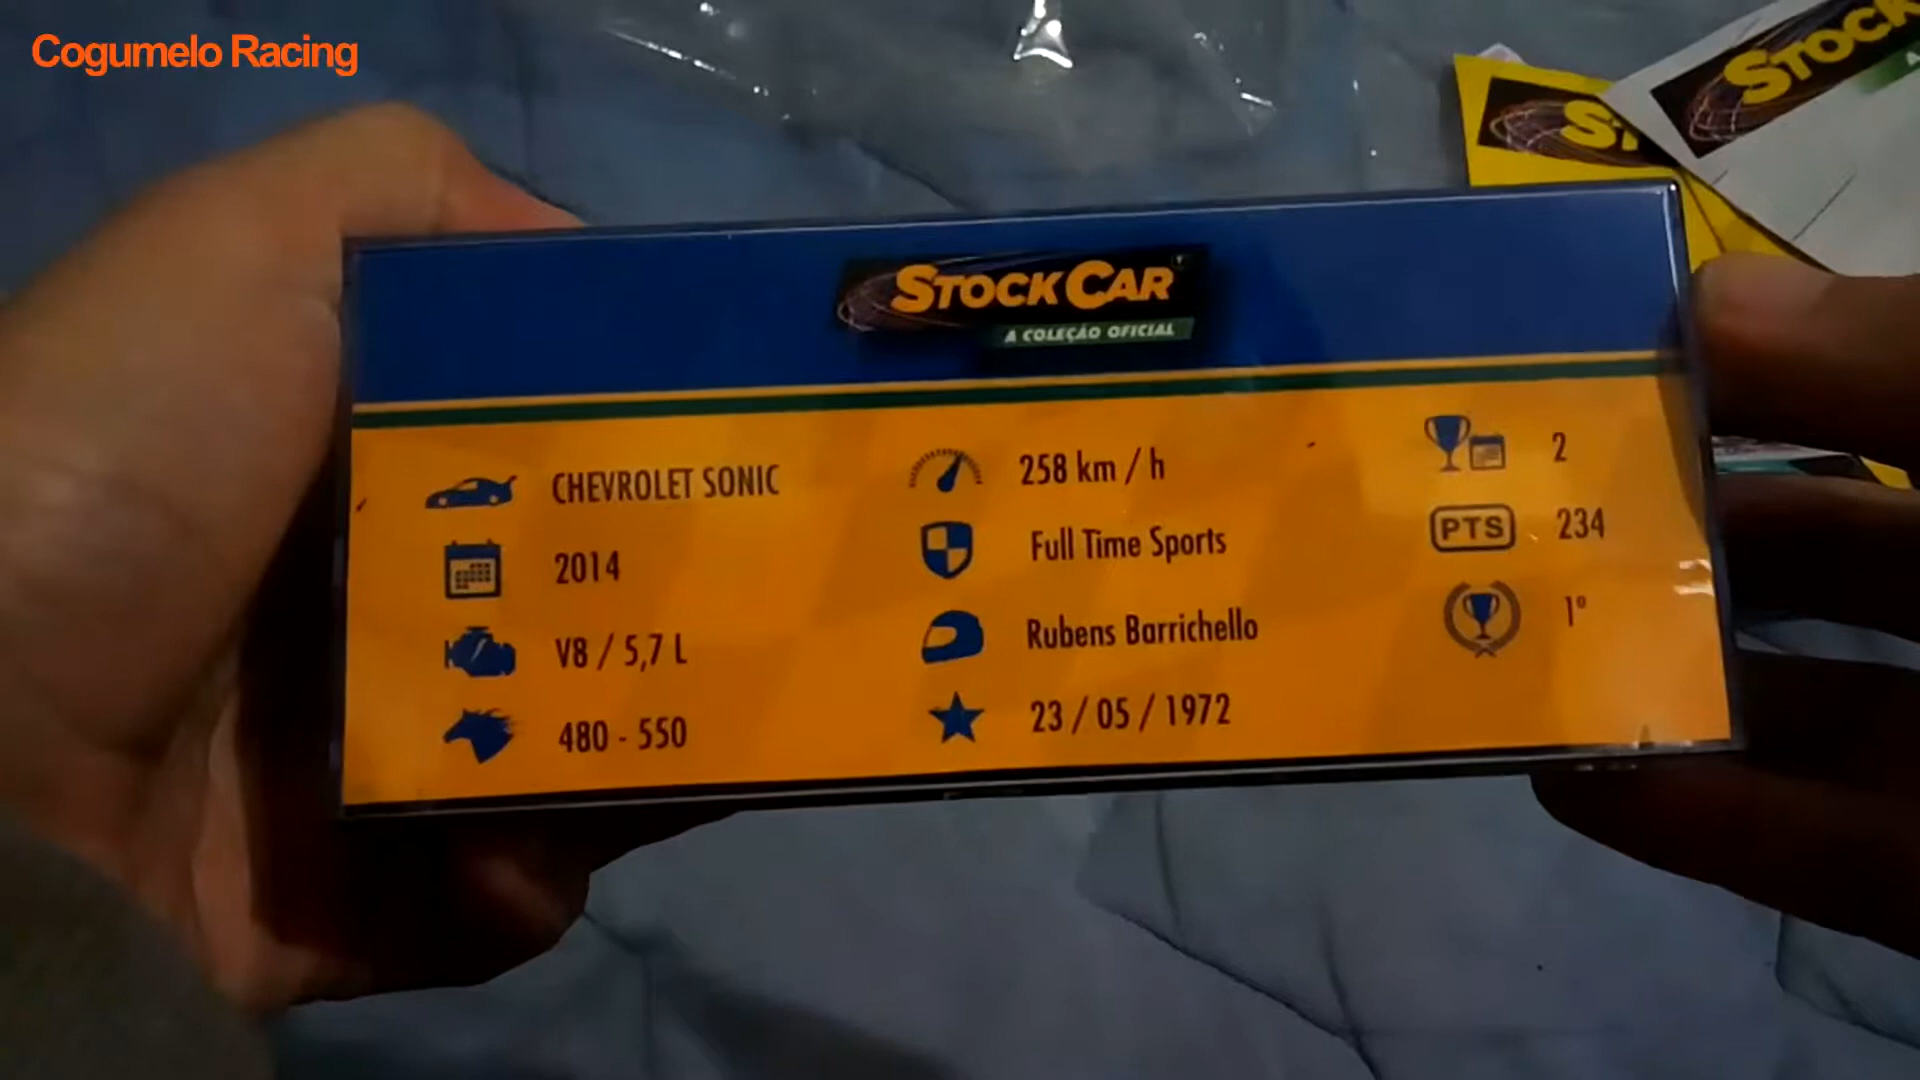 Cogumelo Racing
STOCK
STOCK CAR
A COLEÇÃO OFICIAL
CHEVROLET SONIC
2014
V8 / 5,7 L
480 - 550
258 km / h
Full Time Sports
Rubens Barrichello
23 / 05 / 1972
2
PTS 234
1º